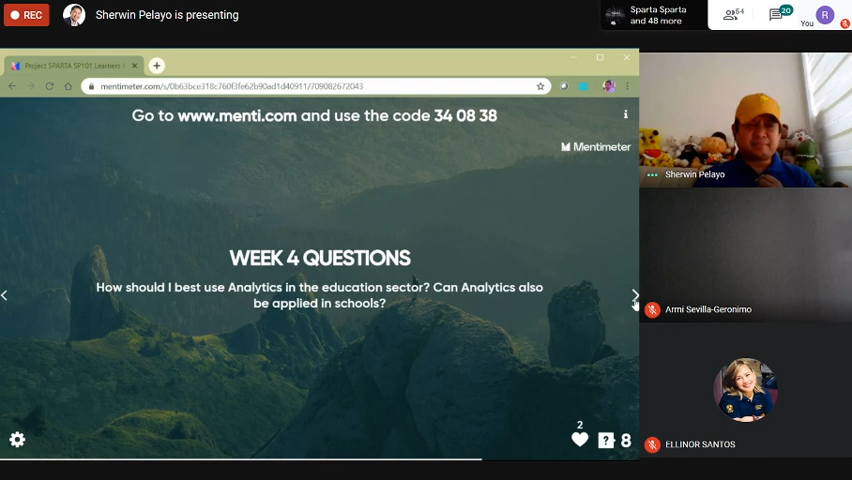 REC
Sherwin Pelayo is presenting
Sparta Sparta
and 48 more
54
20
You
R
Project SPARTA SP101 Learners
mentimeter.com/s/0b63bce318c760f3fe62b90ad1d40911/709082672043
Go to www.menti.com and use the code 34 08 38
Mentimeter
WEEK 4 QUESTIONS
How should I best use Analytics in the education sector? Can Analytics also
be applied in schools?
2
8
Sherwin Pelayo
Armi Sevilla-Geronimo
ELLINOR SANTOS